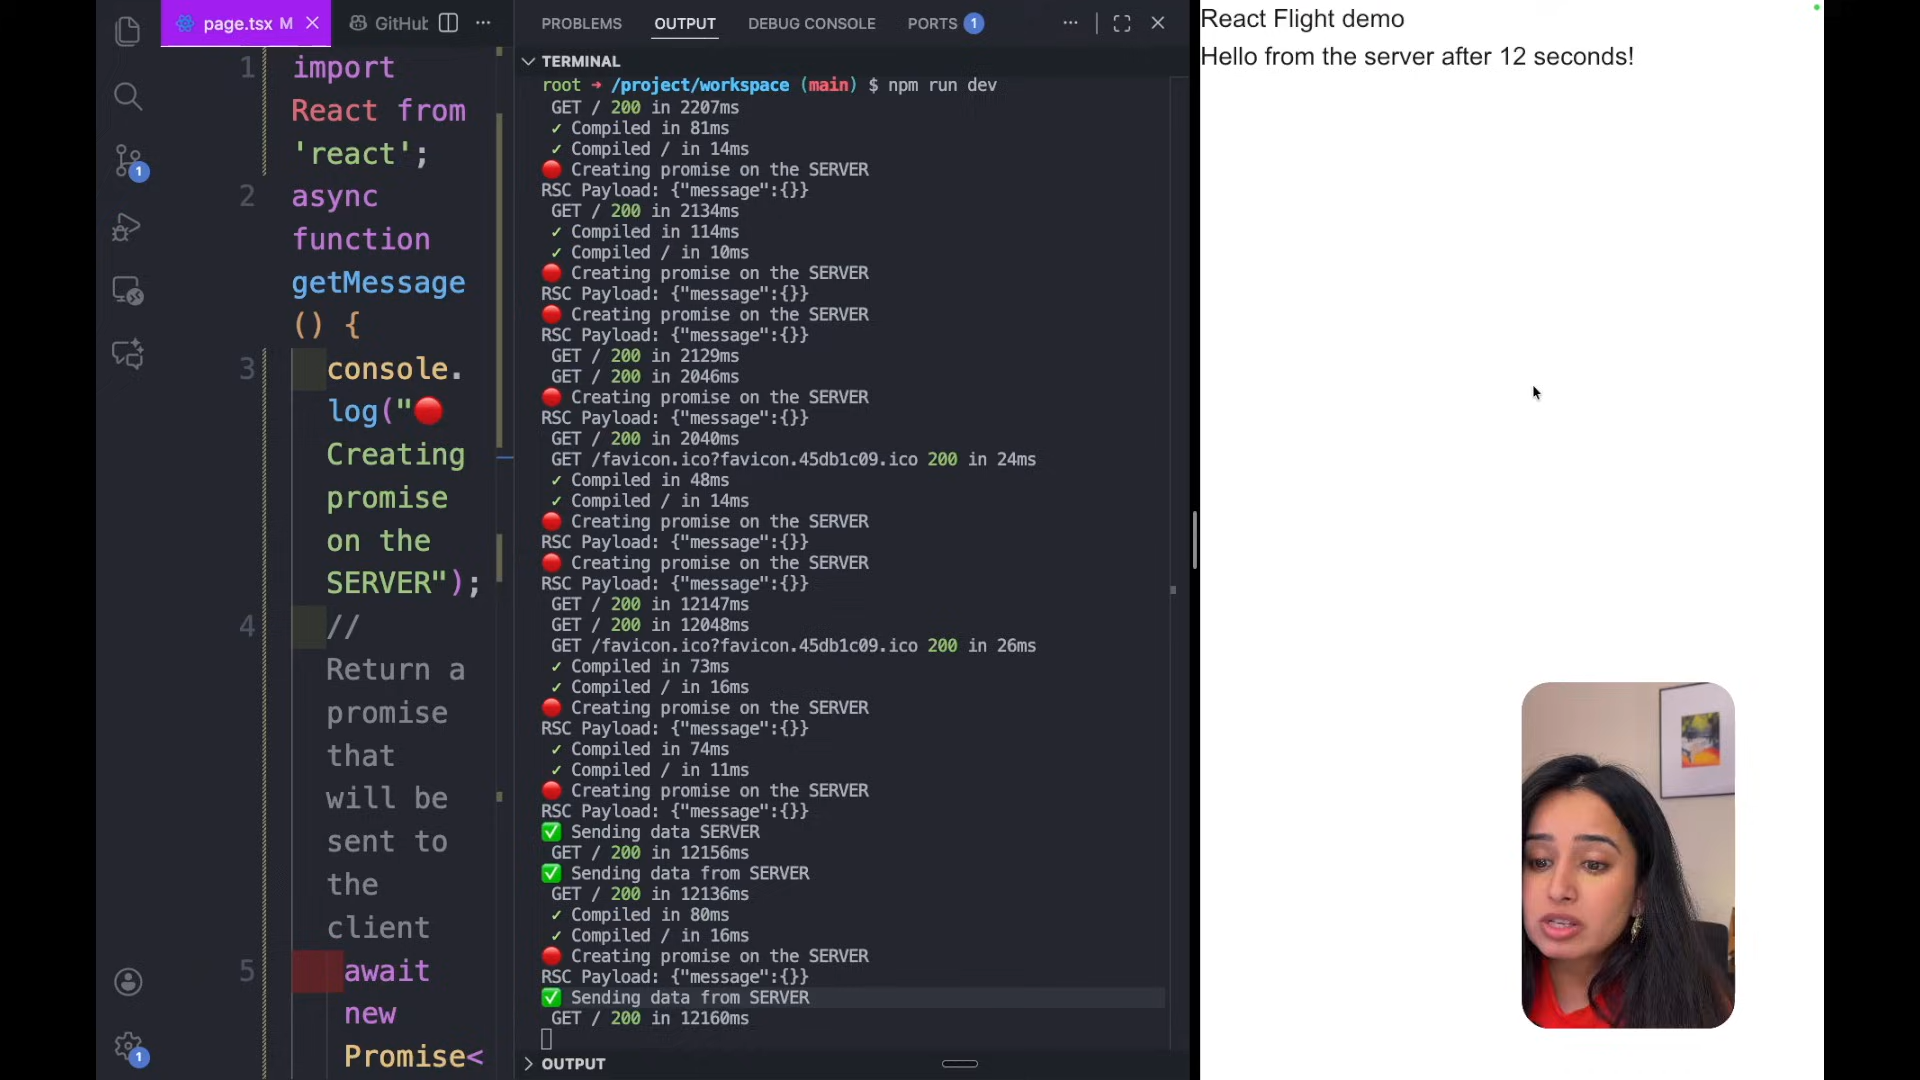 page.tsx M
GitHub
1 import
React from
'react';
2 async
function
getMessage
() {
3 console.
log("🔴
Creating
promise
on the
SERVER");
4 //
Return a
promise
that
will be
sent to
the
client
5 await
new
Promise<
1
1
PROBLEMS OUTPUT DEBUG CONSOLE PORTS 1
TERMINAL
root → /project/workspace (main) $ npm run dev
GET / 200 in 2207ms
✓ Compiled in 81ms
✓ Compiled / in 14ms
🔴 Creating promise on the SERVER
RSC Payload: {"message":{}}
GET / 200 in 2134ms
✓ Compiled in 114ms
✓ Compiled / in 10ms
🔴 Creating promise on the SERVER
RSC Payload: {"message":{}}
🔴 Creating promise on the SERVER
RSC Payload: {"message":{}}
GET / 200 in 2129ms
GET / 200 in 2046ms
🔴 Creating promise on the SERVER
RSC Payload: {"message":{}}
GET / 200 in 2040ms
GET /favicon.ico?favicon.45db1c09.ico 200 in 24ms
✓ Compiled in 48ms
✓ Compiled / in 14ms
🔴 Creating promise on the SERVER
RSC Payload: {"message":{}}
🔴 Creating promise on the SERVER
RSC Payload: {"message":{}}
GET / 200 in 12147ms
GET / 200 in 12048ms
GET /favicon.ico?favicon.45db1c09.ico 200 in 26ms
✓ Compiled in 73ms
✓ Compiled / in 16ms
🔴 Creating promise on the SERVER
RSC Payload: {"message":{}}
✓ Compiled in 74ms
✓ Compiled / in 11ms
🔴 Creating promise on the SERVER
RSC Payload: {"message":{}}
✅ Sending data SERVER
GET / 200 in 12156ms
✅ Sending data from SERVER
GET / 200 in 12136ms
✓ Compiled in 80ms
✓ Compiled / in 16ms
🔴 Creating promise on the SERVER
RSC Payload: {"message":{}}
✅ Sending data from SERVER
GET / 200 in 12160ms
OUTPUT
React Flight demo
Hello from the server after 12 seconds!